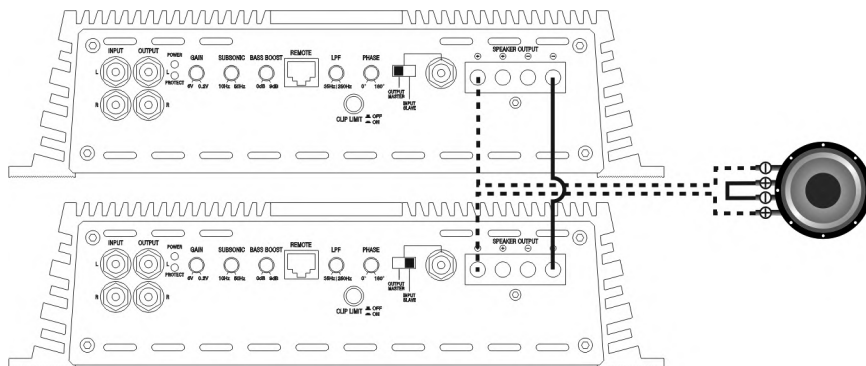 INPUT OUTPUT POWER GAIN SUBSONIC BASS BOOST REMOTE LPF PHASE SPEAKER OUTPUT
L L PROTECT
6V 0.2V 10Hz 80Hz 0dB 9dB 35Hz 250Hz 0° 180°
R R
OUTPUT MASTER
INPUT SLAVE
CLIP LIMIT OFF
ON
INPUT OUTPUT POWER GAIN SUBSONIC BASS BOOST REMOTE LPF PHASE SPEAKER OUTPUT
L L PROTECT
6V 0.2V 10Hz 80Hz 0dB 9dB 35Hz 250Hz 0° 180°
R R
OUTPUT MASTER
INPUT SLAVE
CLIP LIMIT OFF
ON